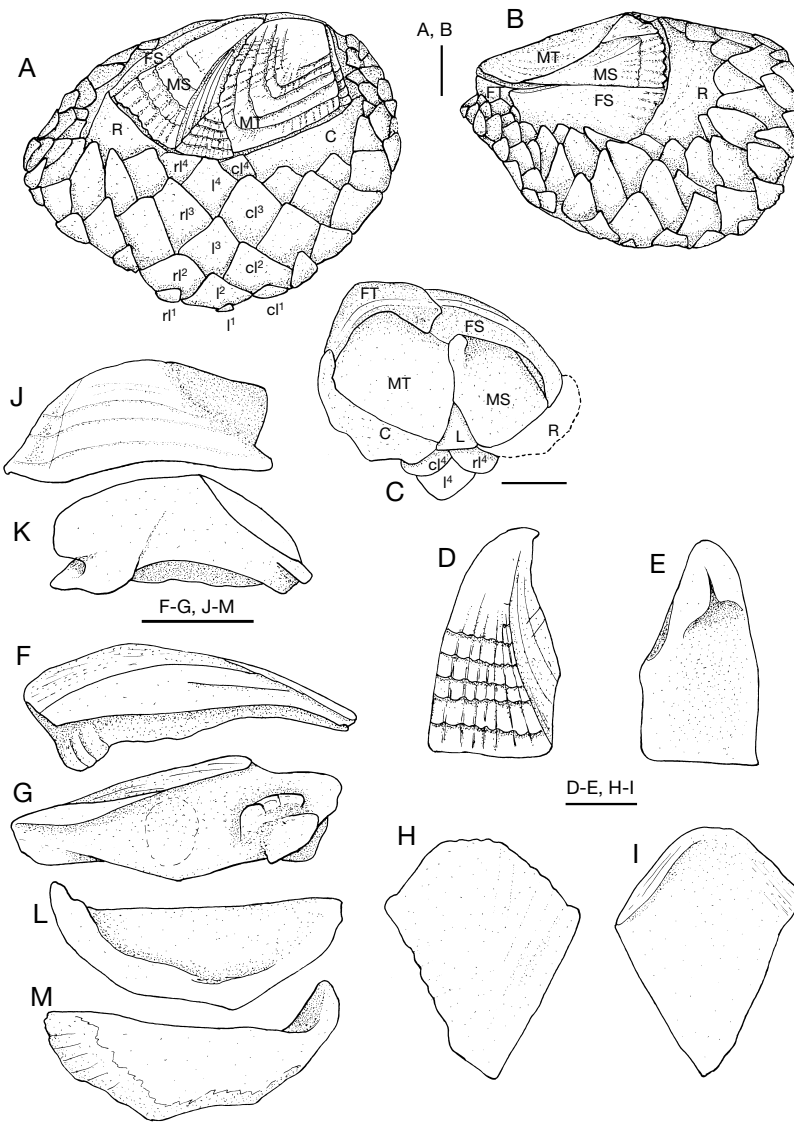 A
FS
MS
MT
R
C
rl⁴
l⁴
cl⁴
rl³
cl³
l³
rl²
cl²
l²
rl¹
l¹
cl¹
A, B
B
MT
MS
FT
FS
R
FT
FS
MT
MS
C
L
R
cl⁴
rl⁴
l⁴
C
J
K
F-G, J-M
D
E
F
G
D-E, H-I
H
I
L
M